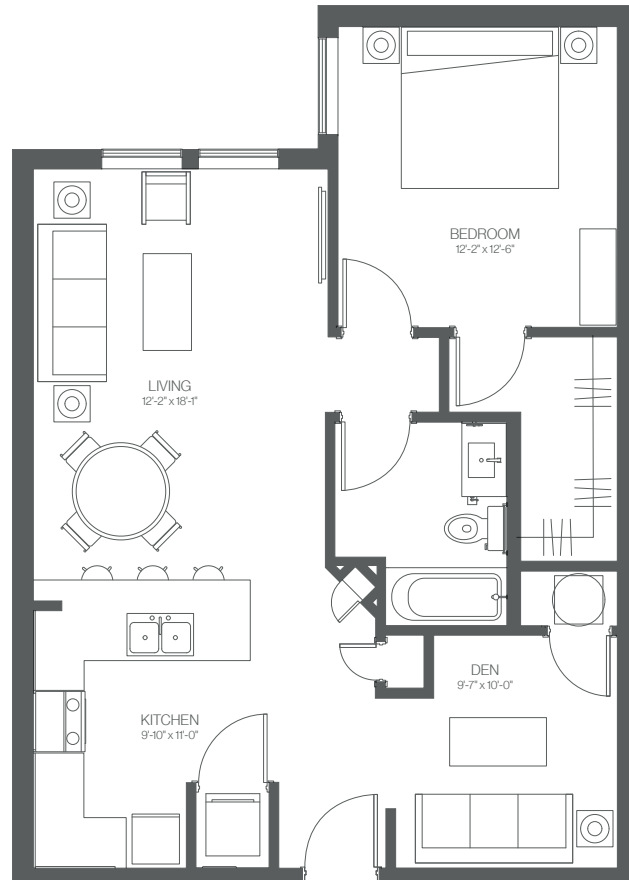 BEDROOM
12'-2" x 12'-6"
LIVING
12'-2" x 18'-1"
DEN
9'-7" x 10'-0"
KITCHEN
9'-10" x 11'-0"